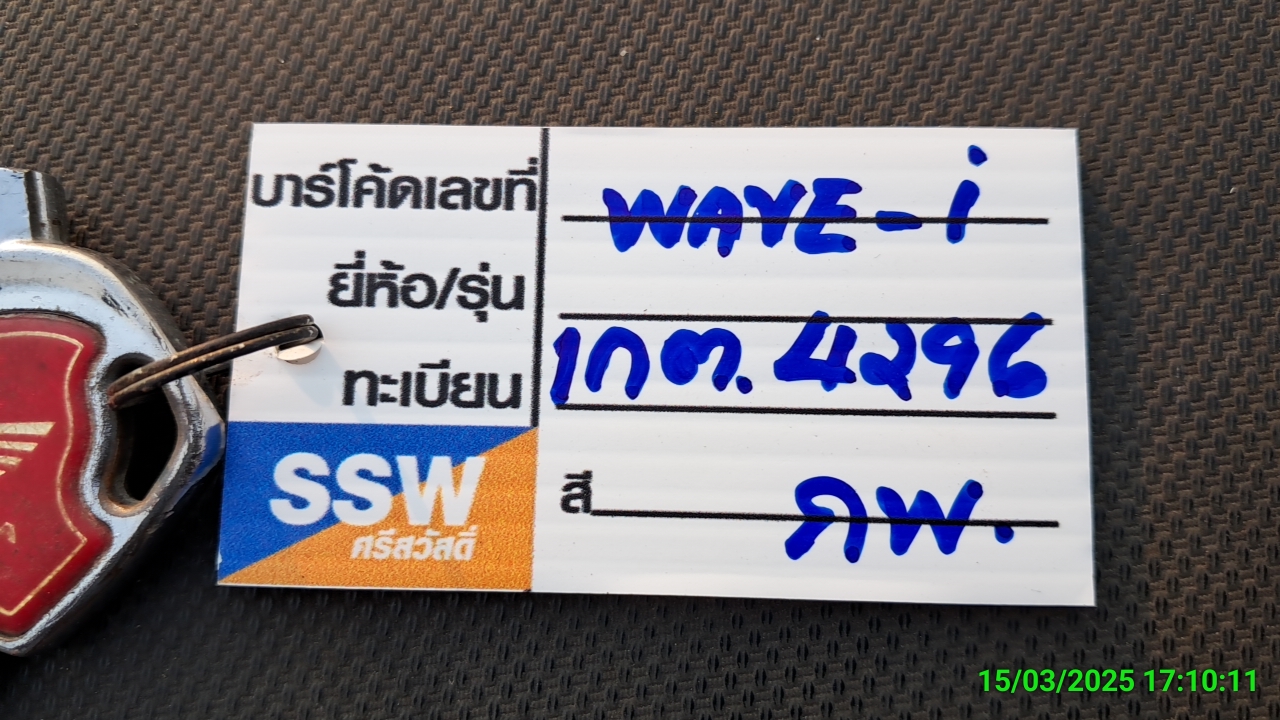 บาร์โค้ดเลขที่ WAVE-i
ยี่ห้อ/รุ่น
ทะเบียน 1กต. 4296
สี กพ.
SSW
ศรีสวัสดิ์
15/03/2025 17:10:11